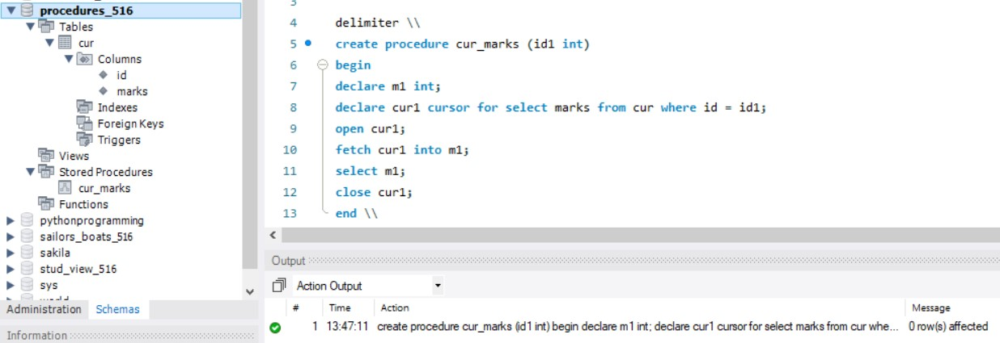 procedures_516
Tables
cur
Columns
id
marks
Indexes
Foreign Keys
Triggers
Views
Stored Procedures
cur_marks
Functions
pythonprogramming
sailors_boats_516
sakila
stud_view_516
sys
Administration Schemas
Information
3
4 delimiter \\
5 create procedure cur_marks (id1 int)
6 begin
7 declare m1 int;
8 declare cur1 cursor for select marks from cur where id = id1;
9 open cur1;
10 fetch cur1 into m1;
11 select m1;
12 close cur1;
13 end \\
Output
Action Output
# Time Action Message
1 13:47:11 create procedure cur_marks (id1 int) begin declare m1 int; declare cur1 cursor for select marks from cur whe... 0 row(s) affected